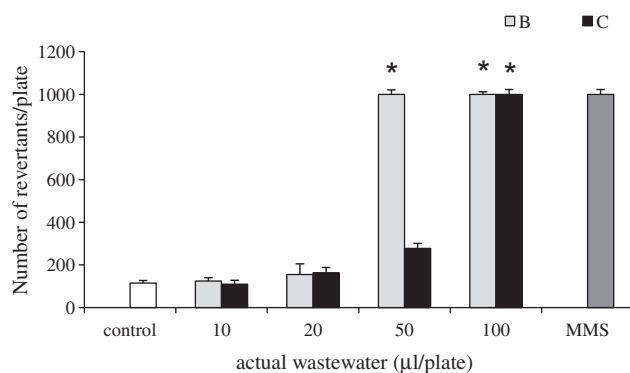 B C
1200
* * *
1000
800
600
400
200
0
Number of revertants/plate
control 10 20 50 100 MMS
actual wastewater (µl/plate)